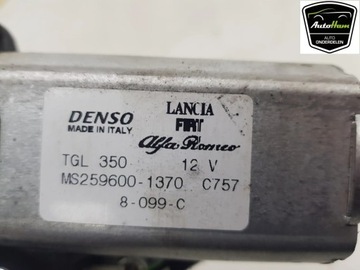 AutoHam
AUTO
ONDERDELEN
DENSO
MADE IN ITALY
LANCIA
FIAT
Alfa Romeo
TGL 350 12 V
MS259600-1370 C757
8-099-C